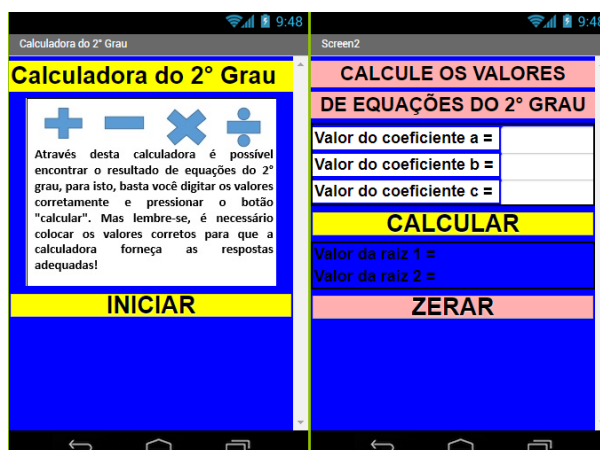 9:48
Calculadora do 2° Grau
Calculadora do 2° Grau
Através desta calculadora é possível
encontrar o resultado de equações do 2°
grau, para isto, basta você digitar os valores
corretamente e pressionar o botão
"calcular". Mas lembre-se, é necessário
colocar os valores corretos para que a
calculadora forneça as respostas
adequadas!
INICIAR
9:48
Screen2
CALCULE OS VALORES
DE EQUAÇÕES DO 2° GRAU
Valor do coeficiente a =
Valor do coeficiente b =
Valor do coeficiente c =
CALCULAR
Valor da raiz 1 =
Valor da raiz 2 =
ZERAR